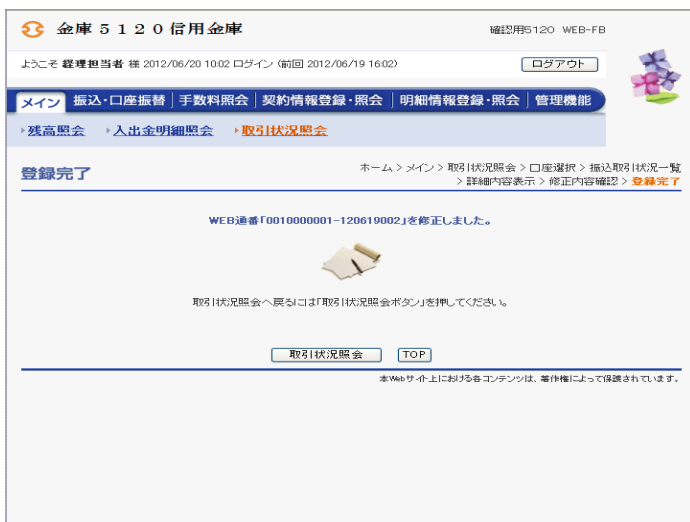 金庫５１２０信用金庫
確認用5120 WEB-FB
ようこそ 経理担当者 様 2012/06/20 10:02 ログイン (前回 2012/06/19 16:02)
ログアウト
メイン 振込・口座振替 手数料照会 契約情報登録・照会 明細情報登録・照会 管理機能
残高照会 入出金明細照会 取引状況照会
登録完了
ホーム > メイン > 取引状況照会 > 口座選択 > 振込取引状況一覧
> 詳細内容表示 > 修正内容確認 > 登録完了
WEB通番「0010000001-120619002」を修正しました。
取引状況照会へ戻るには「取引状況照会ボタン」を押してください。
取引状況照会 TOP
本Webサイト上における各コンテンツは、著作権によって保護されています。